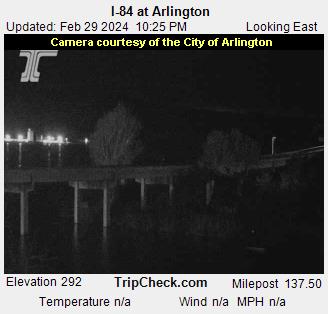 I-84 at Arlington
Updated: Feb 29 2024 10:25 PM Looking East
Camera courtesy of the City of Arlington
Elevation 292 TripCheck.com Milepost 137.50
Temperature n/a Wind n/a MPH n/a